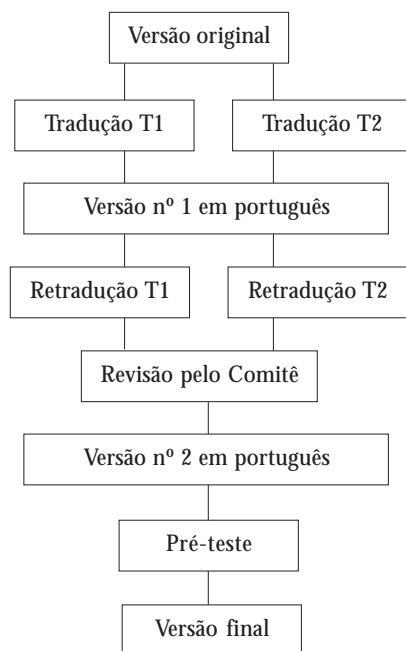 Versão original
Tradução T1
Tradução T2
Versão nº 1 em português
Retradução T1
Retradução T2
Revisão pelo Comitê
Versão nº 2 em português
Pré-teste
Versão final